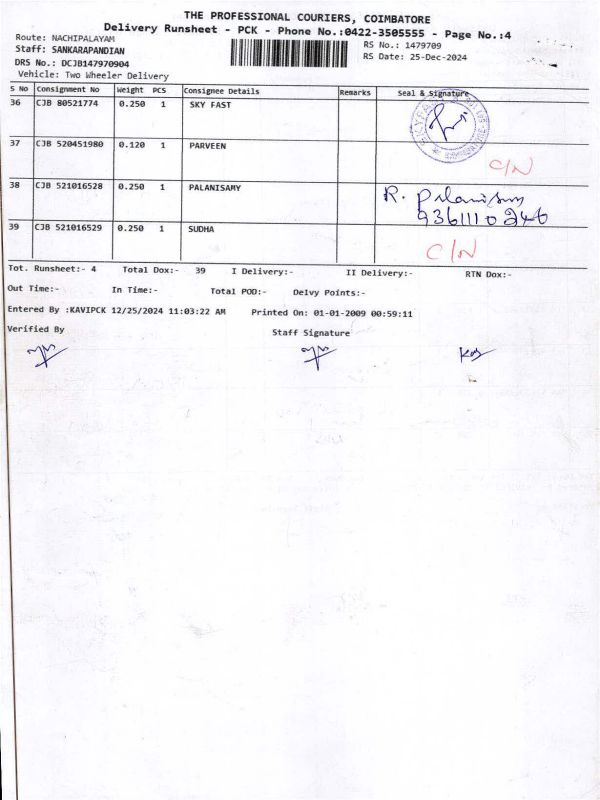 THE PROFESSIONAL COURIERS, COIMBATORE
Delivery Runsheet - PCK - Phone No.:0422-3505555 - Page No.:4
Route: NACHIPALAYAM
RS No.: 1479709
Staff: SANKARAPANDIAN
RS Date: 25-Dec-2024
DRS No.: DCJB147970904
Vehicle: Two Wheeler Delivery
S No Consignment No Weight PCS Consignee Details Remarks Seal & Signature
36 CJB 80521774 0.250 1 SKY FAST
37 CJB 520451980 0.120 1 PARVEEN C/N
38 CJB 521016528 0.250 1 PALANISAMY R. Palanisamy
9361110246
39 CJB 521016529 0.250 1 SUDHA C/N
Tot. Runsheet:- 4 Total Dox:- 39 I Delivery:- II Delivery:- RTN Dox:-
Out Time:- In Time:- Total POD:- Delvy Points:-
Entered By :KAVIPCK 12/25/2024 11:03:22 AM Printed On: 01-01-2009 00:59:11
Verified By Staff Signature